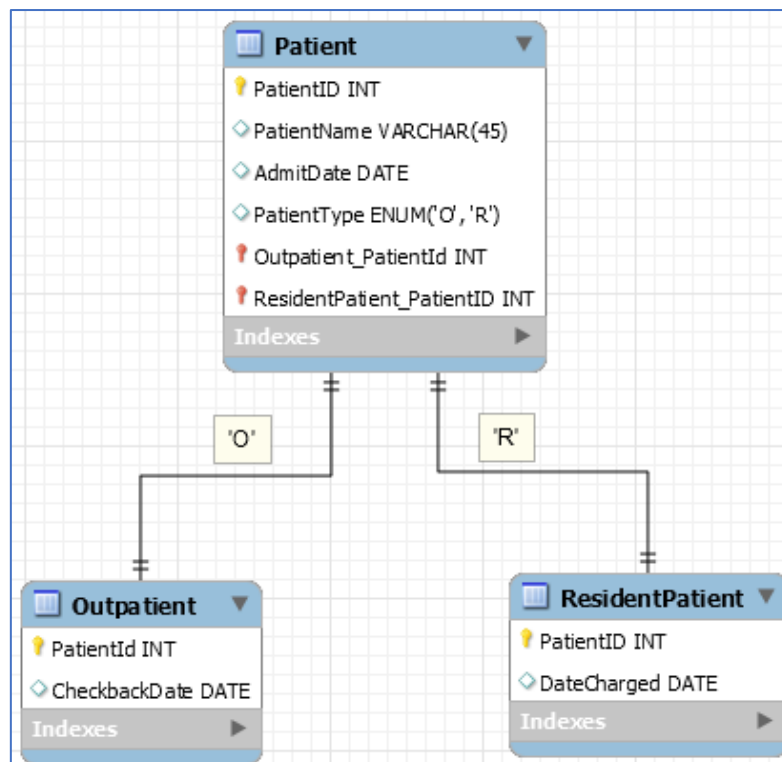 Patient
PatientID INT
PatientName VARCHAR(45)
AdmitDate DATE
PatientType ENUM('O', 'R')
Outpatient_PatientId INT
ResidentPatient_PatientID INT
Indexes
'O'
'R'
Outpatient
PatientId INT
CheckbackDate DATE
Indexes
ResidentPatient
PatientID INT
DateCharged DATE
Indexes